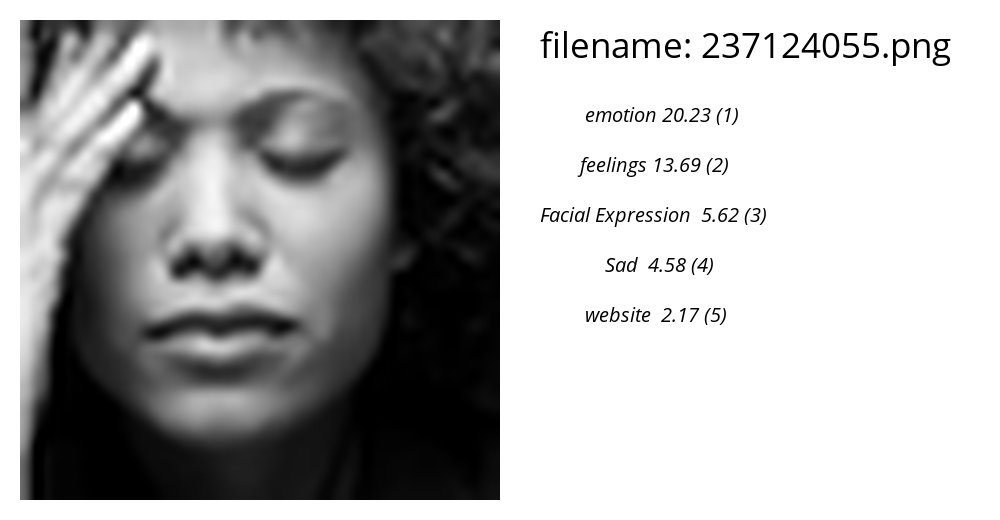 filename: 237124055.png
emotion 20.23 (1)
feelings 13.69 (2)
Facial Expression 5.62 (3)
Sad 4.58 (4)
website 2.17 (5)